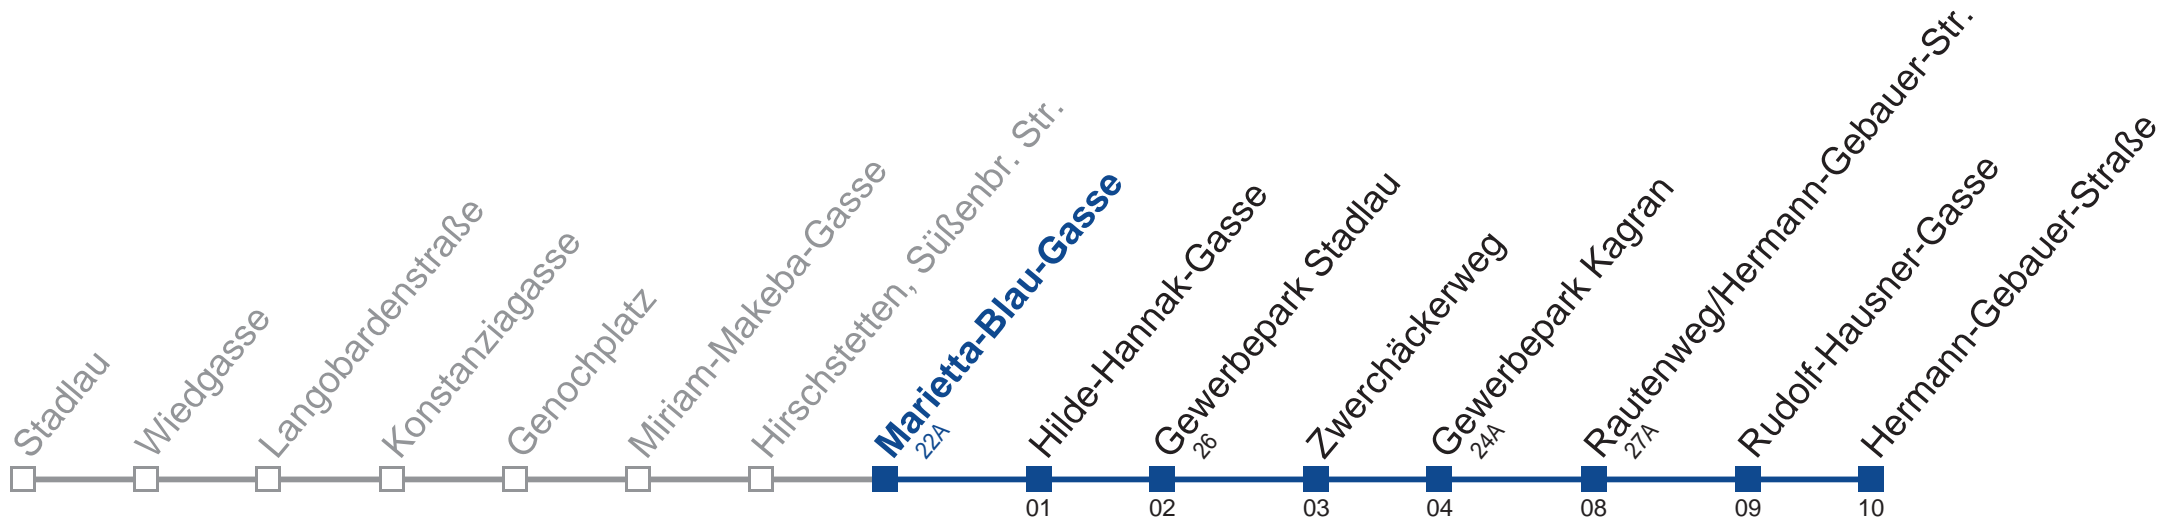 Stadlau
Wiedgasse
Langobardenstraße
Konstanziagasse
Genochplatz
Miriam-Makeba-Gasse
Hirschstetten, Süßenbr. Str.
Marietta-Blau-Gasse
22A
Hilde-Hannak-Gasse
01
Gewerbepark Stadlau
26
02
Zwerchäckerweg
03
Gewerbepark Kagran
24A
04
Rautenweg/Hermann-Gebauer-Str.
27A
08
Rudolf-Hausner-Gasse
09
Hermann-Gebauer-Straße
10